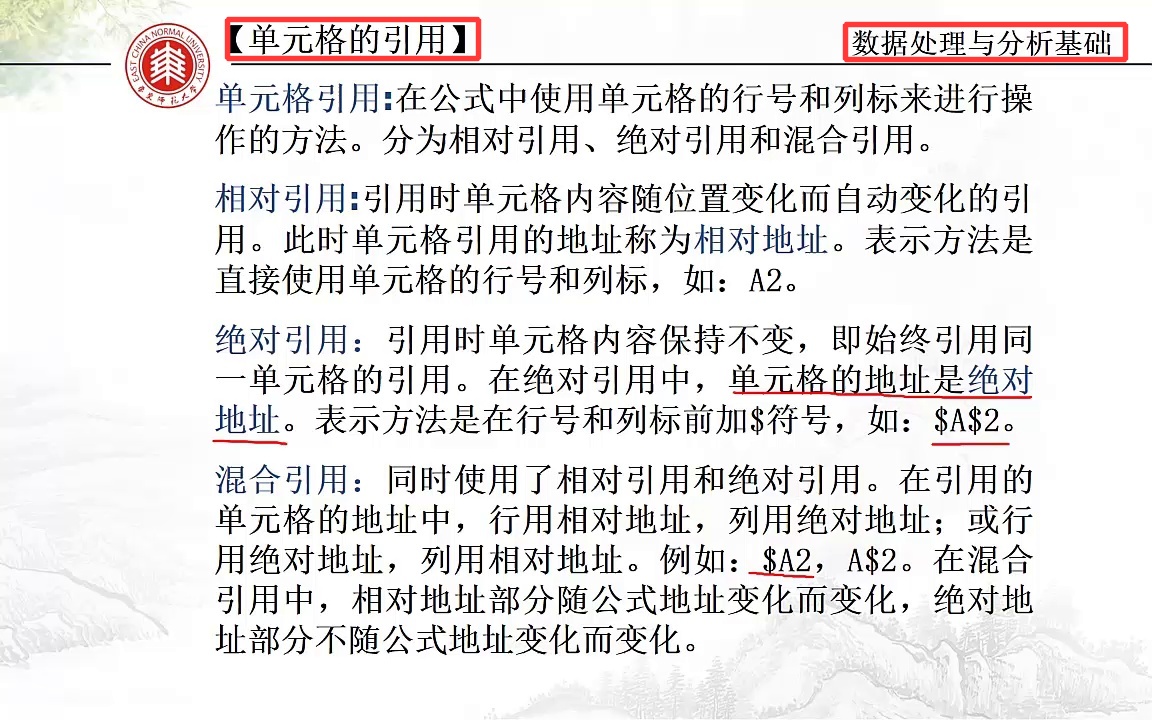 【单元格的引用】
数据处理与分析基础
EAST CHINA NORMAL UNIVERSITY
華東師範大學
单元格引用:在公式中使用单元格的行号和列标来进行操
作的方法。分为相对引用、绝对引用和混合引用。
相对引用:引用时单元格内容随位置变化而自动变化的引
用。此时单元格引用的地址称为相对地址。表示方法是
直接使用单元格的行号和列标，如：A2。
绝对引用：引用时单元格内容保持不变，即始终引用同
一单元格的引用。在绝对引用中，单元格的地址是绝对
地址。表示方法是在行号和列标前加$符号，如：$A$2。
混合引用：同时使用了相对引用和绝对引用。在引用的
单元格的地址中，行用相对地址，列用绝对地址；或行
用绝对地址，列用相对地址。例如：$A2，A$2。在混合
引用中，相对地址部分随公式地址变化而变化，绝对地
址部分不随公式地址变化而变化。